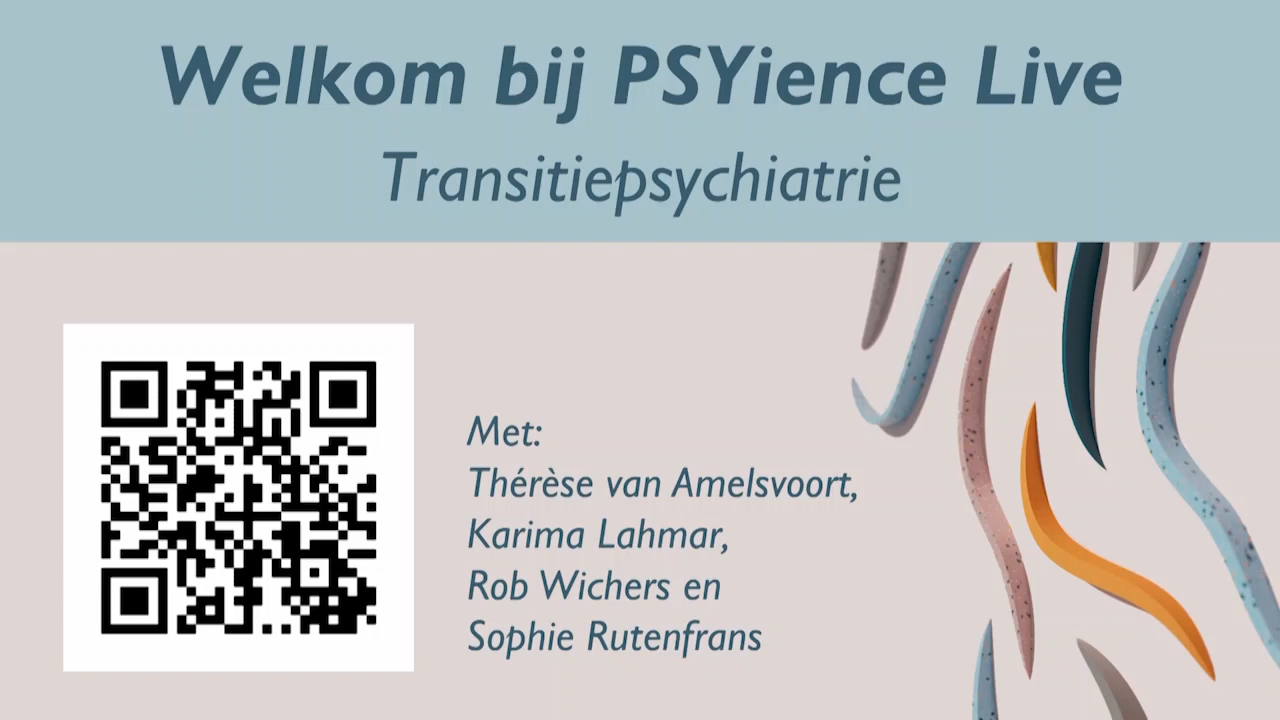 Welkom bij PSYience Live
Transitiepsychiatrie
Met:
Thérèse van Amelsvoort,
Karima Lahmar,
Rob Wichers en
Sophie Rutenfrans